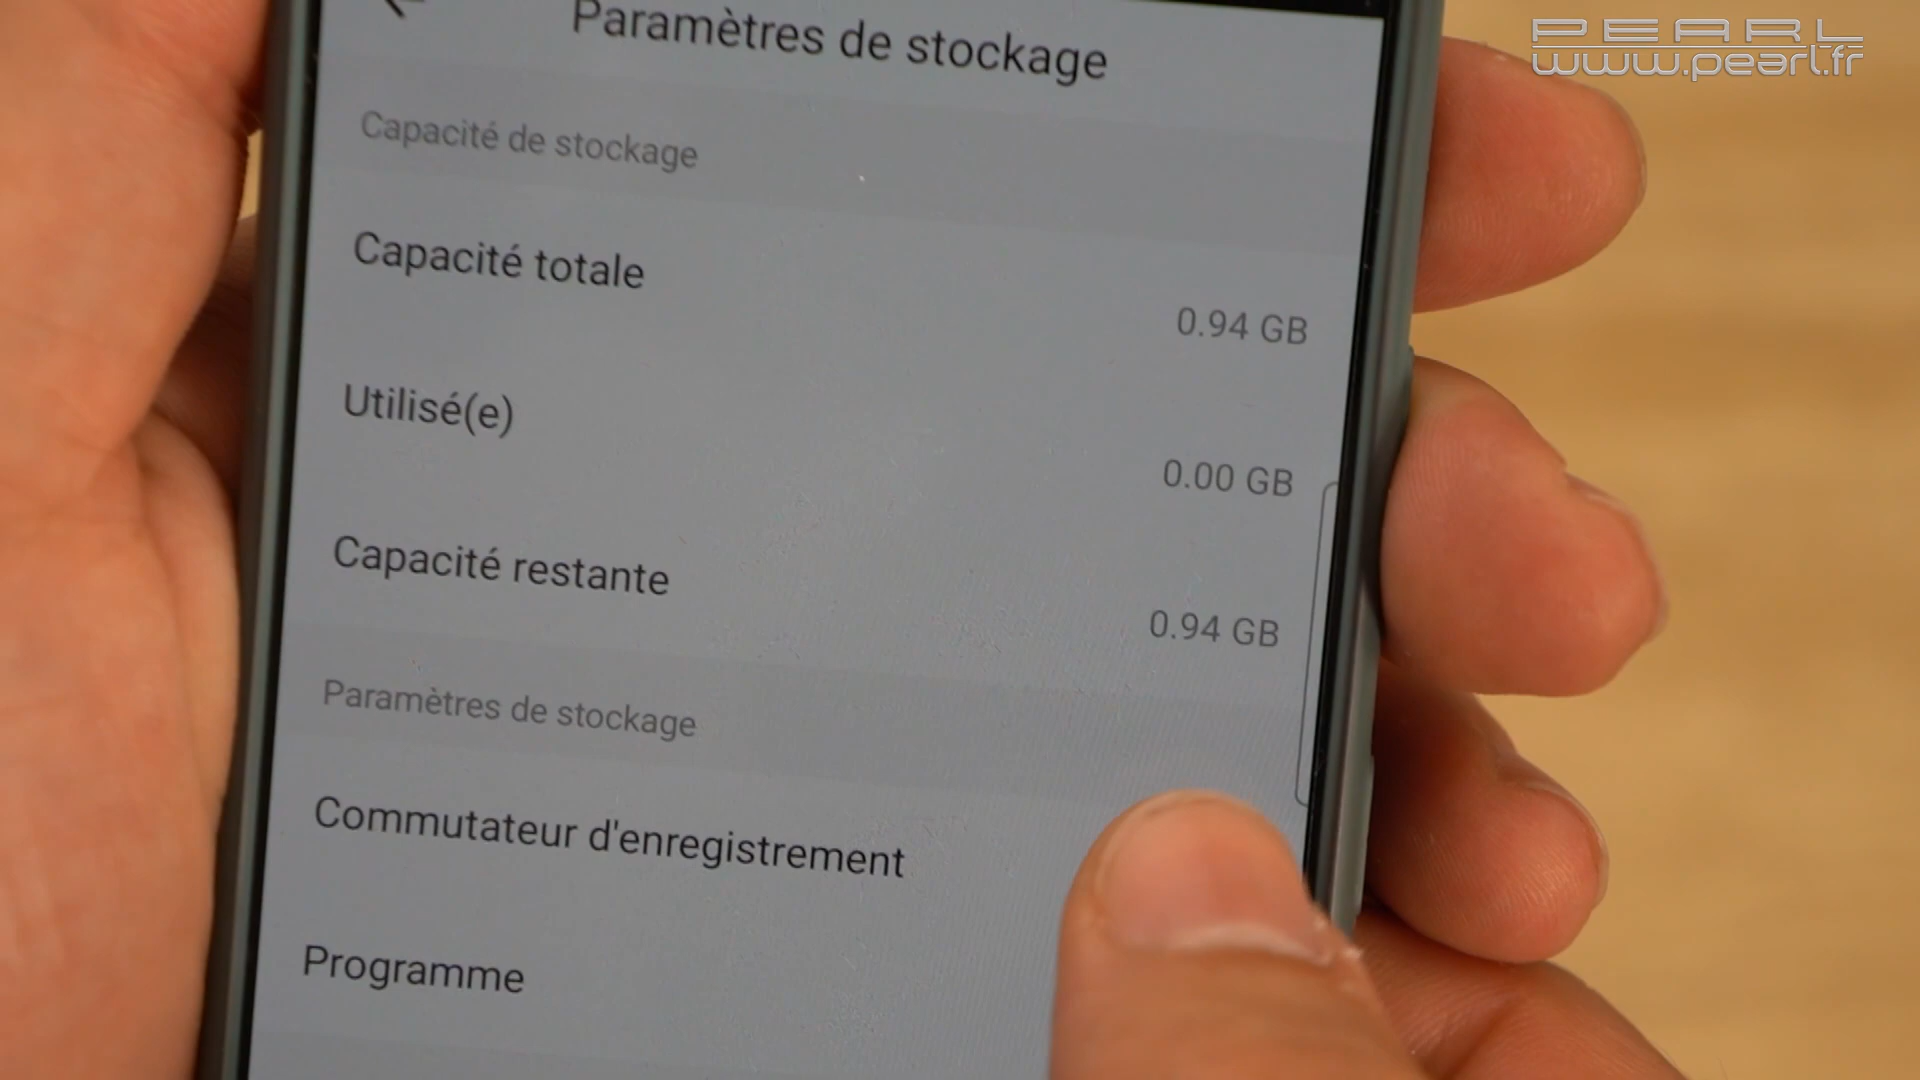 PEARL
www.pearl.fr
Paramètres de stockage
Capacité de stockage
Capacité totale
0.94 GB
Utilisé(e)
0.00 GB
Capacité restante
0.94 GB
Paramètres de stockage
Commutateur d'enregistrement
Programme